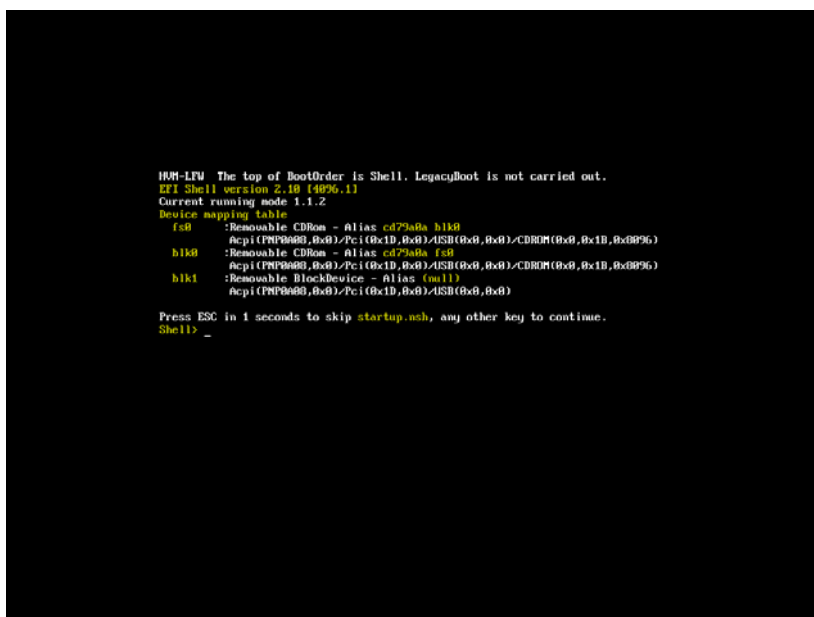 HVM-LFW  The top of BootOrder is Shell. LegacyBoot is not carried out.
EFI Shell version 2.10 [4096.1]
Current running mode 1.1.2
Device mapping table
fs0 :Removable CDRom - Alias cd79a0a blk0
Acpi(PNP0A08,0x0)/Pci(0x1D,0x0)/USB(0x0,0x0)/CDROM(0x0,0x1B,0x8096)
blk0 :Removable CDRom - Alias cd79a0a fs0
Acpi(PNP0A08,0x0)/Pci(0x1D,0x0)/USB(0x0,0x0)/CDROM(0x0,0x1B,0x8096)
blk1 :Removable BlockDevice - Alias (null)
Acpi(PNP0A08,0x0)/Pci(0x1D,0x0)/USB(0x0,0x0)
Press ESC in 1 seconds to skip startup.nsh, any other key to continue.
Shell> _